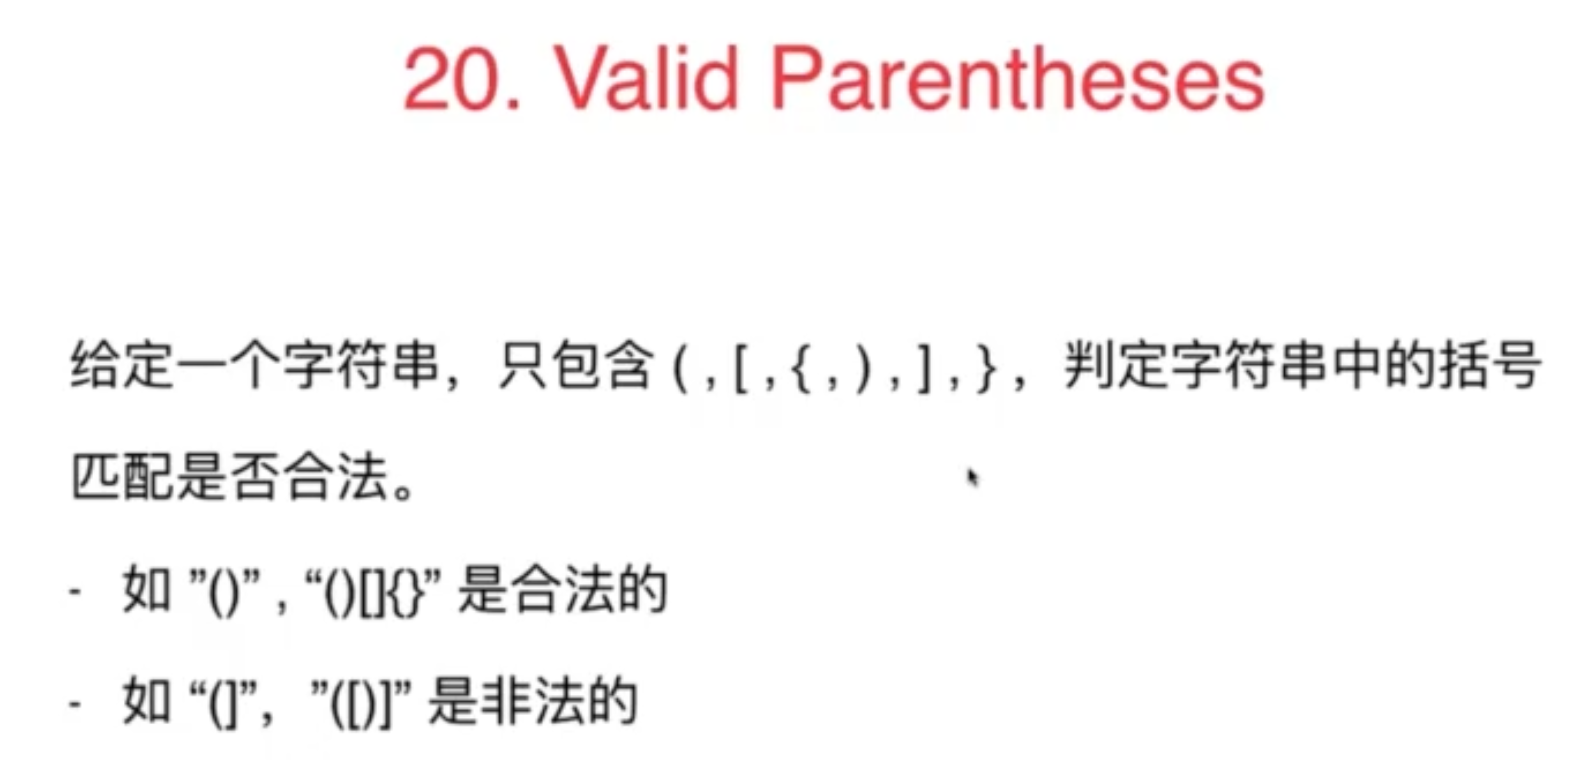 20. Valid Parentheses
给定一个字符串，只包含 ( , [ , { , ) , ] , } ，判定字符串中的括号
匹配是否合法。
- 如 ”()” , “()[]{}” 是合法的
- 如 “(]”，”([)]” 是非法的